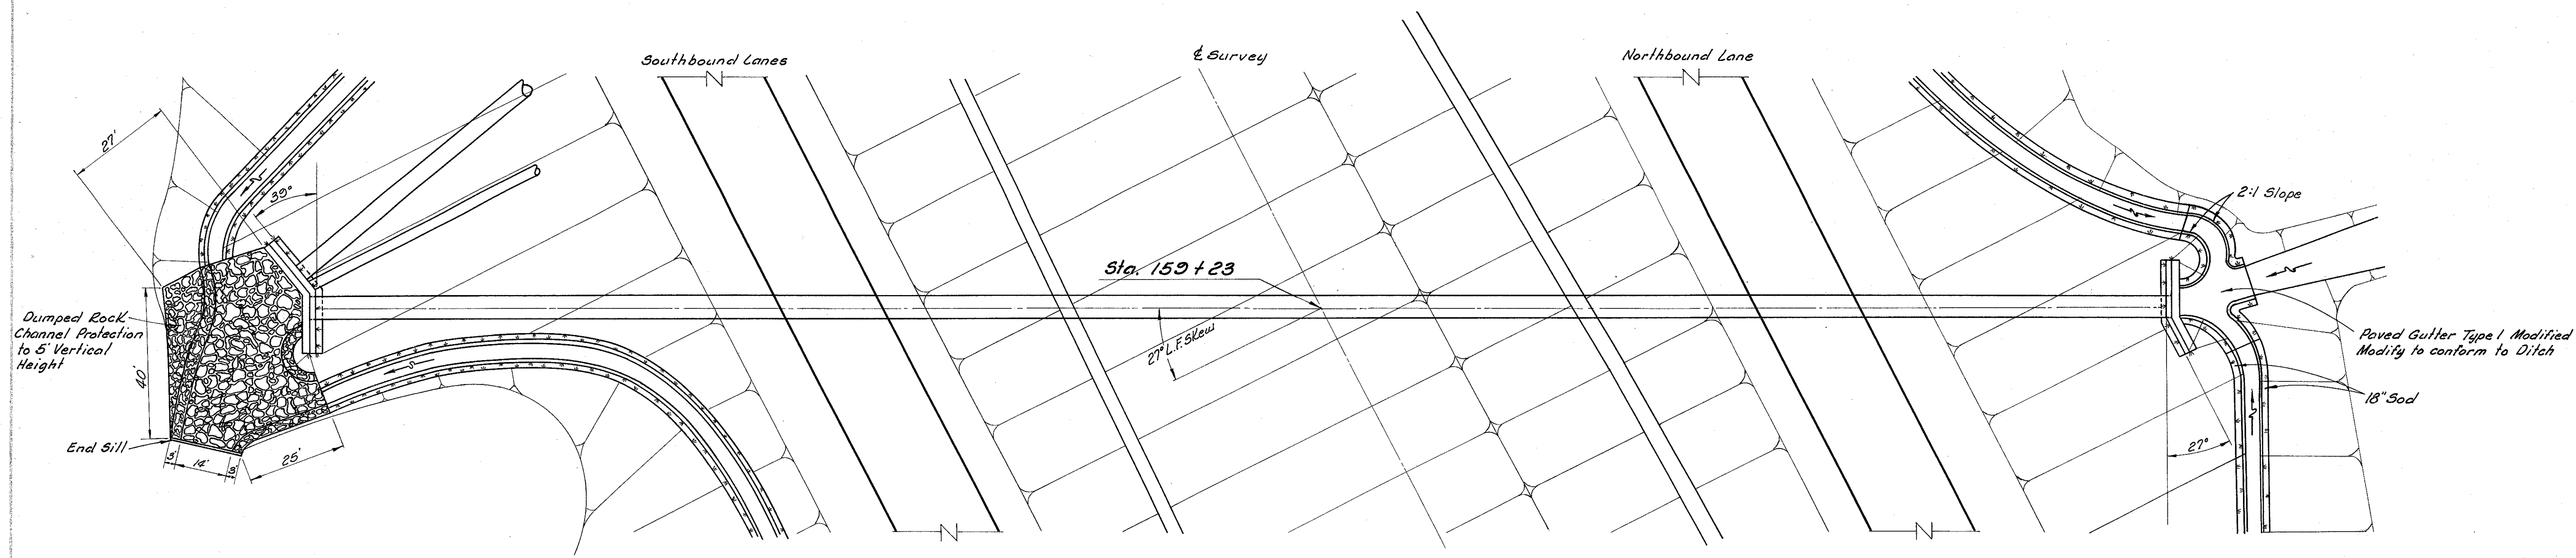 Southbound Lanes
N
℄ Survey
Northbound Lane
N
27'
39°
2:1 Slope
Sta. 159+23
27° L.F. Skew
Dumped Rock
Channel Protection
to 5' Vertical
Height
40'
Paved Gutter Type 1 Modified
Modify to conform to Ditch
18" Sod
End Sill
14'
25'
27°
N
N